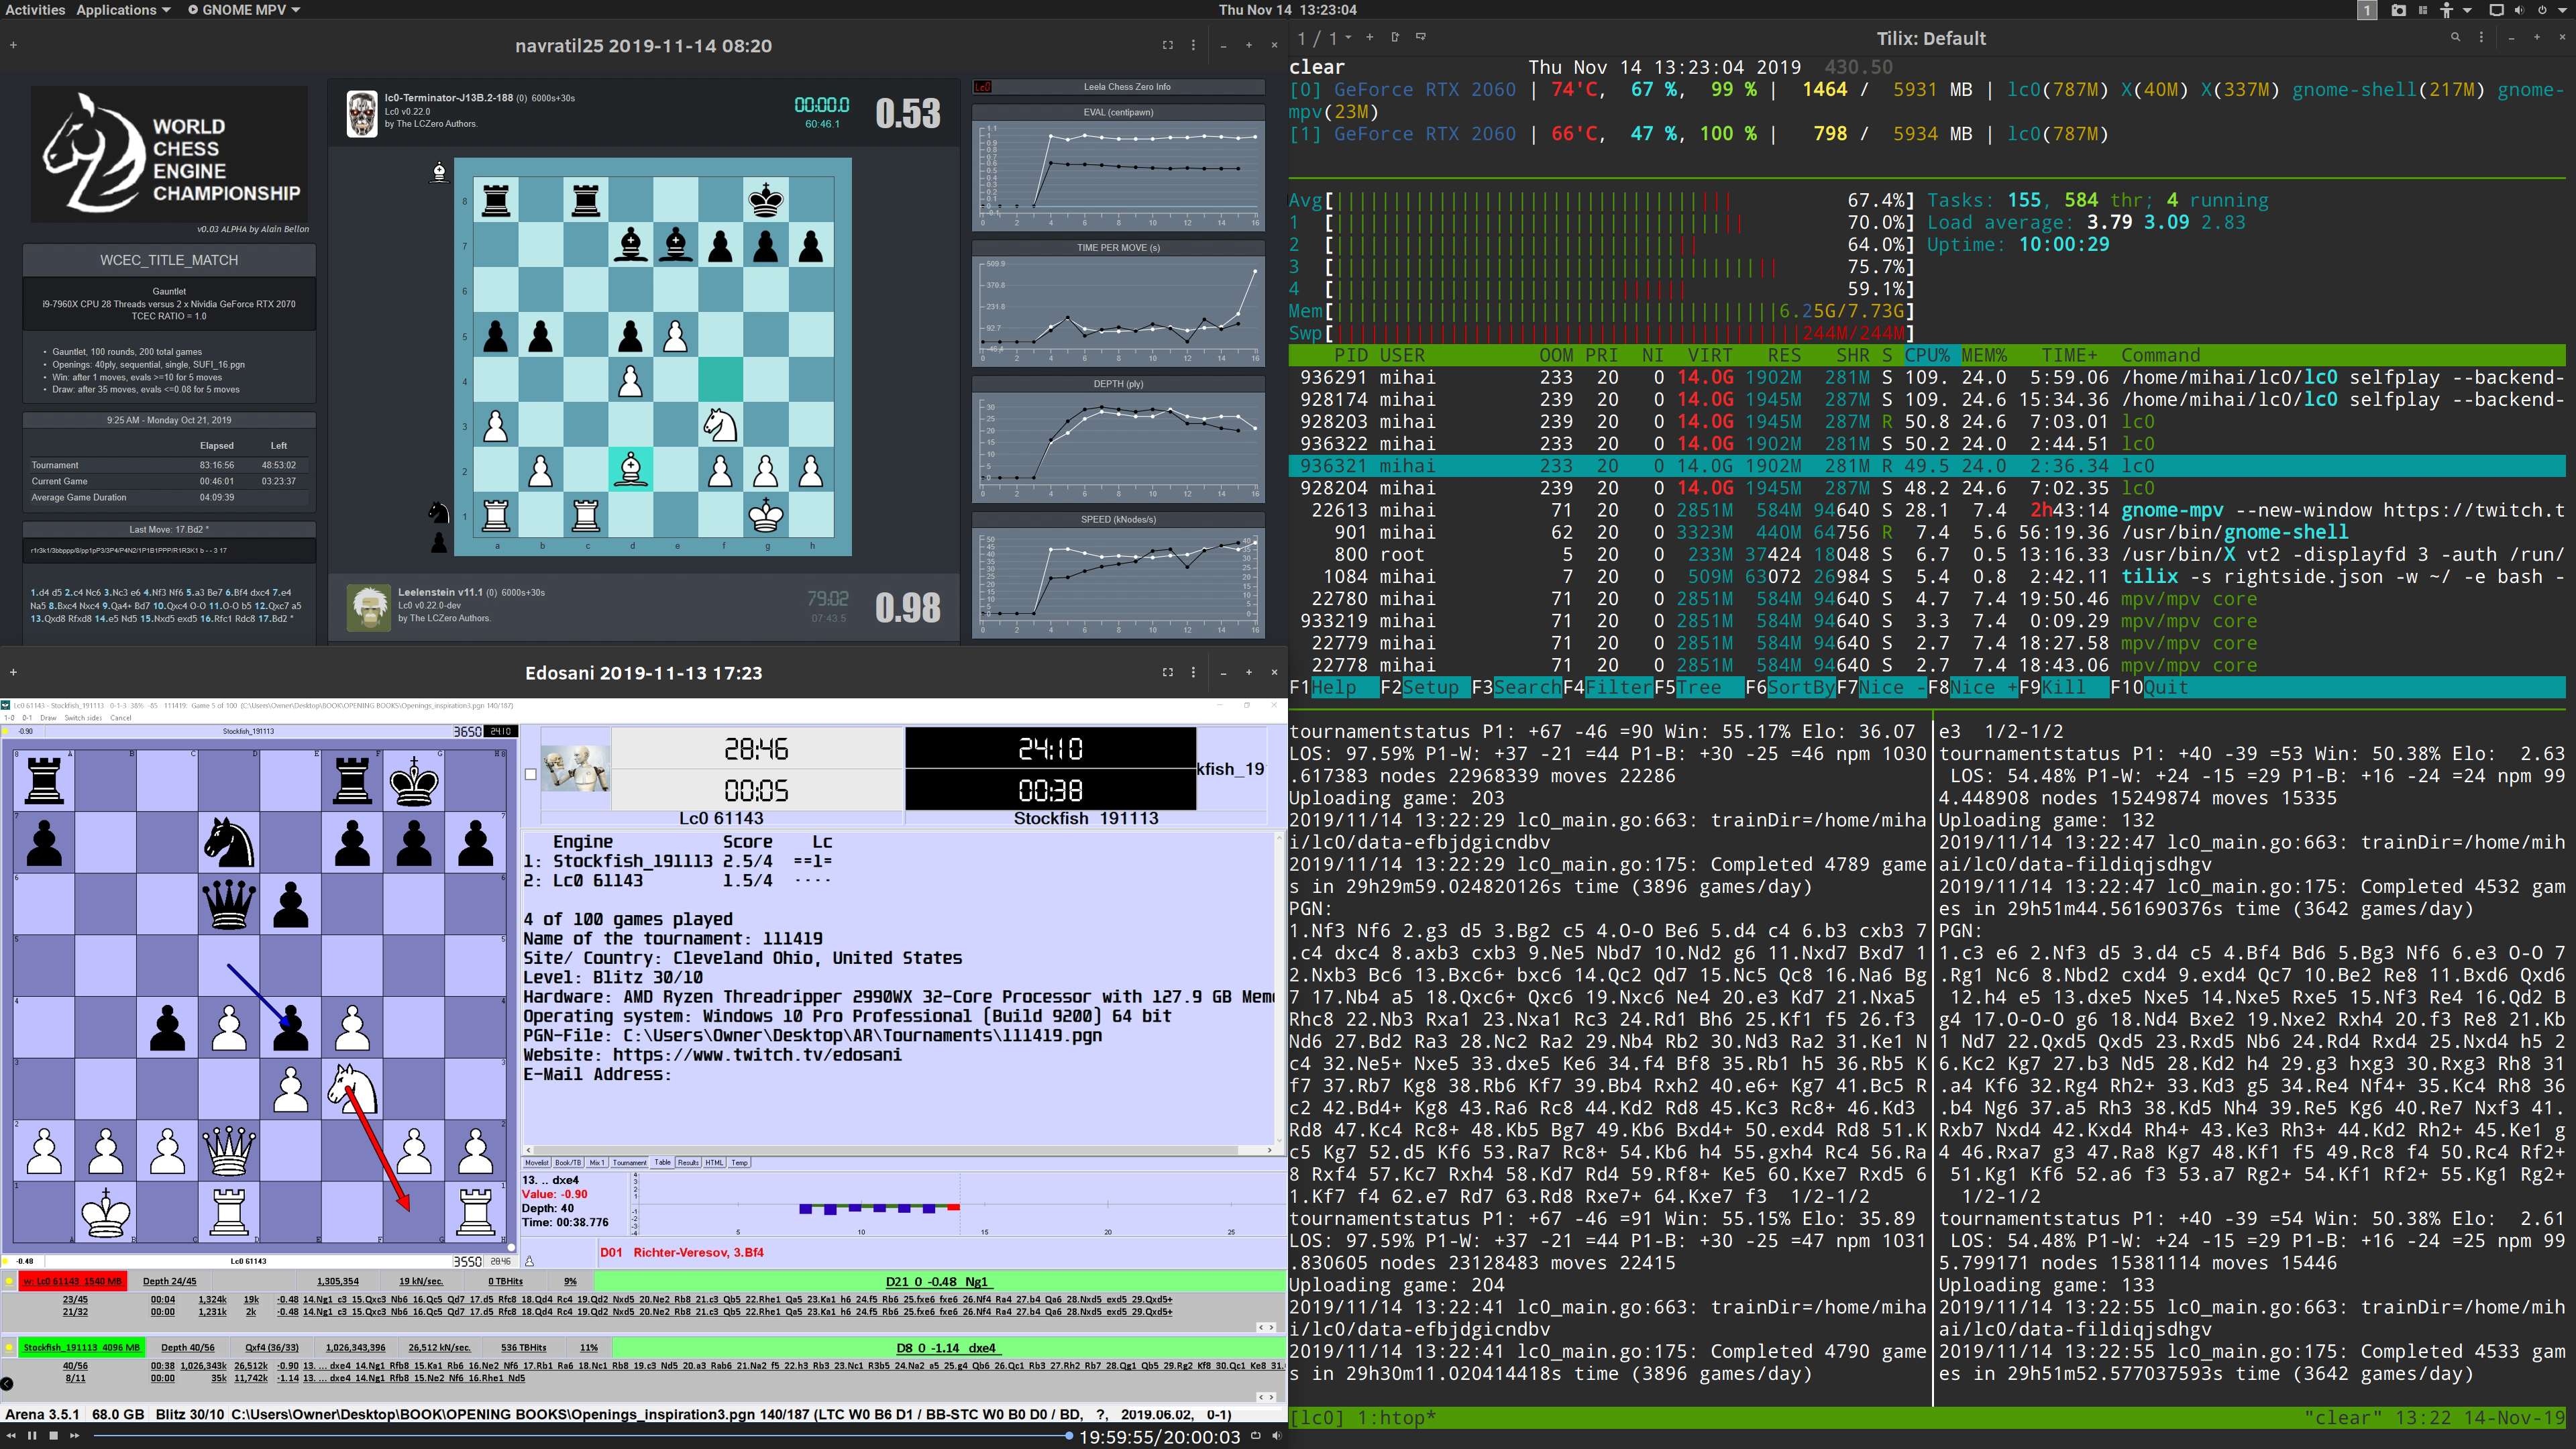 Activities Applications GNOME MPV
Thu Nov 14 13:23:04
1
navratil25 2019-11-14 08:20
WORLD
CHESS
ENGINE
CHAMPIONSHIP
v0.03 ALPHA by Alain Bellon
WCEC_TITLE_MATCH
Gauntlet
i9-7960X CPU 28 Threads versus 2 x Nividia GeForce RTX 2070
TCEC RATIO = 1.0
• Gauntlet, 100 rounds, 200 total games
• Openings: 40ply, sequential, single, SUFI_16.pgn
• Win: after 1 moves, evals >=10 for 5 moves
• Draw: after 35 moves, evals <=0.08 for 5 moves
9:25 AM - Monday Oct 21, 2019
Elapsed Left
Tournament 83:16:56 48:53:02
Current Game 00:46:01 03:23:37
Average Game Duration 04:09:39
Last Move: 17.Bd2 *
r1r3k1/3bbppp/8/pp1pP3/3P4/P4N2/1P1B1PPP/R1R3K1 b - - 3 17
1.d4 d5 2.c4 Nc6 3.Nc3 e6 4.Nf3 Nf6 5.a3 Be7 6.Bf4 dxc4 7.e4
Na5 8.Bxc4 Nxc4 9.Qa4+ Bd7 10.Qxc4 O-O 11.O-O b5 12.Qxc7 a5
13.Qxd8 Rfxd8 14.e5 Nd5 15.Nxd5 exd5 16.Rfc1 Rdc8 17.Bd2 *
lc0-Terminator-J13B.2-188 (0) 6000s+30s
Lc0 v0.22.0
by The LCZero Authors.
00:00.0
60:46.1
0.53
8
7
6
5
4
3
2
1
a b c d e f g h
Leelenstein v11.1 (0) 6000s+30s
Lc0 v0.22.0-dev
by The LCZero Authors.
79:02
07:43.5
0.98
Lc0
Leela Chess Zero Info
EVAL (centipawn)
TIME PER MOVE (s)
509.9
370.8
231.8
92.7
DEPTH (ply)
SPEED (kNodes/s)
0 2 4 6 8 10 12 14 16
Edosani 2019-11-13 17:23
Lc0 61143 - Stockfish_191113 0-1-3 38% -85 111419: Game 5 of 100 (C:\Users\Owner\Desktop\BOOK\OPENING BOOKS\Openings_inspiration3.pgn 140/187)
1-0 0-1 Draw Switch sides Cancel
-0.90 Stockfish_191113 3650 24:10
-0.48 Lc0 61143 3550 28:46
28:46 24:10
kfish_19
00:05 00:38
Lc0 61143 Stockfish 191113
Engine Score Lc
1: Stockfish_191113 2.5/4 ==1=
2: Lc0 61143 1.5/4 ····
4 of 100 games played
Name of the tournament: 111419
Site/ Country: Cleveland Ohio, United States
Level: Blitz 30/10
Hardware: AMD Ryzen Threadripper 2990WX 32-Core Processor with 127.9 GB Mem
Operating system: Windows 10 Pro Professional (Build 9200) 64 bit
PGN-File: C:\Users\Owner\Desktop\AR\Tournaments\111419.pgn
Website: https://www.twitch.tv/edosani
E-Mail Address:
Movelist Book/TB Mix 1 Tournament Table Results HTML Temp
13. .. dxe4
Value: -0.90
Depth: 40
Time: 00:38.776
5 10 15 20 25
D01 Richter-Veresov, 3.Bf4
w: Lc0 61143 1540 MB Depth 24/45 1,305,354 19 kN/sec. 0 TBHits 9% D21 0 -0.48 Ng1
23/45 00:04 1,324k 19k -0.48 14.Ng1 c3 15.Qxc3 Nb6 16.Qc5 Qd7 17.d5 Rfc8 18.Qd4 Rc4 19.Qd2 Nxd5 20.Ne2 Rb8 21.c3 Qb5 22.Rhe1 Qa5 23.Ka1 h6 24.f5 Rb6 25.fxe6 fxe6 26.Nf4 Ra4 27.b4 Qa6 28.Nxd5 exd5 29.Qxd5+
21/32 00:00 1,231k 2k -0.48 14.Ng1 c3 15.Qxc3 Nb6 16.Qc5 Qd7 17.d5 Rfc8 18.Qd4 Rc4 19.Qd2 Nxd5 20.Ne2 Rb8 21.c3 Qb5 22.Rhe1 Qa5 23.Ka1 h6 24.f5 Rb6 25.fxe6 fxe6 26.Nf4 Ra4 27.b4 Qa6 28.Nxd5 exd5 29.Qxd5+
Stockfish_191113 4096 MB Depth 40/56 Qxf4 (36/33) 1,026,343,396 26,512 kN/sec. 536 TBHits 11% D8 0 -1.14 dxe4
40/56 00:38 1,026,343k 26,512k -0.90 13. ... dxe4 14.Ng1 Rfb8 15.Ka1 Rb6 16.Ne2 Nf6 17.Rb1 Ra6 18.Nc1 Rb8 19.c3 Nd5 20.a3 Rab6 21.Na2 f5 22.h3 Rb3 23.Nc1 R3b5 24.Na2 a5 25.g4 Qb6 26.Qc1 Rb3 27.Rh2 Rb7 28.Qg1 Qb5 29.Rg2 Kf8 30.Qc1 Ke8 31.
8/11 00:00 35k 11,742k -1.14 13. ... dxe4 14.Ng1 Rfb8 15.Ne2 Nf6 16.Rhe1 Nd5
Arena 3.5.1 68.0 GB Blitz 30/10 C:\Users\Owner\Desktop\BOOK\OPENING BOOKS\Openings_inspiration3.pgn 140/187 (LTC W0 B6 D1 / BB-STC W0 B0 D0 / BD, ?, 2019.06.02, 0-1)
19:59:55/20:00:03
1 / 1
Tilix: Default
clear Thu Nov 14 13:23:04 2019 430.50
[0] GeForce RTX 2060 | 74'C, 67 %, 99 % | 1464 / 5931 MB | lc0(787M) X(40M) X(337M) gnome-shell(217M) gnome-
mpv(23M)
[1] GeForce RTX 2060 | 66'C, 47 %, 100 % | 798 / 5934 MB | lc0(787M)
Avg[ 67.4%] Tasks: 155, 584 thr; 4 running
1 [ 70.0%] Load average: 3.79 3.09 2.83
2 [ 64.0%] Uptime: 10:00:29
3 [ 75.7%]
4 [ 59.1%]
Mem[ 6.25G/7.73G]
Swp[ 244M/244M]
PID USER OOM PRI NI VIRT RES SHR S CPU% MEM% TIME+ Command
936291 mihai 233 20 0 14.0G 1902M 281M S 109. 24.0 5:59.06 /home/mihai/lc0/lc0 selfplay --backend-
928174 mihai 239 20 0 14.0G 1945M 287M S 109. 24.6 15:34.36 /home/mihai/lc0/lc0 selfplay --backend-
928203 mihai 239 20 0 14.0G 1945M 287M R 50.8 24.6 7:03.01 lc0
936322 mihai 233 20 0 14.0G 1902M 281M S 50.2 24.0 2:44.51 lc0
936321 mihai 233 20 0 14.0G 1902M 281M R 49.5 24.0 2:36.34 lc0
928204 mihai 239 20 0 14.0G 1945M 287M S 48.2 24.6 7:02.35 lc0
22613 mihai 71 20 0 2851M 584M 94640 S 28.1 7.4 2h43:14 gnome-mpv --new-window https://twitch.t
901 mihai 62 20 0 3323M 440M 64756 R 7.4 5.6 56:19.36 /usr/bin/gnome-shell
800 root 5 20 0 233M 37424 18048 S 6.7 0.5 13:16.33 /usr/bin/X vt2 -displayfd 3 -auth /run/
1084 mihai 7 20 0 509M 63072 26984 S 5.4 0.8 2:42.11 tilix -s rightside.json -w ~/ -e bash -
22780 mihai 71 20 0 2851M 584M 94640 S 4.7 7.4 19:50.46 mpv/mpv core
933219 mihai 71 20 0 2851M 584M 94640 S 3.3 7.4 0:09.29 mpv/mpv core
22779 mihai 71 20 0 2851M 584M 94640 S 2.7 7.4 18:27.58 mpv/mpv core
22778 mihai 71 20 0 2851M 584M 94640 S 2.7 7.4 18:43.06 mpv/mpv core
F1Help F2Setup F3SearchF4FilterF5Tree F6SortByF7Nice -F8Nice +F9Kill F10Quit
tournamentstatus P1: +67 -46 =90 Win: 55.17% Elo: 36.07
LOS: 97.59% P1-W: +37 -21 =44 P1-B: +30 -25 =46 npm 1030
.617383 nodes 22968339 moves 22286
Uploading game: 203
2019/11/14 13:22:29 lc0_main.go:663: trainDir=/home/miha
i/lc0/data-efbjdgicndbv
2019/11/14 13:22:29 lc0_main.go:175: Completed 4789 game
s in 29h29m59.024820126s time (3896 games/day)
PGN:
1.Nf3 Nf6 2.g3 d5 3.Bg2 c5 4.O-O Be6 5.d4 c4 6.b3 cxb3 7
.c4 dxc4 8.axb3 cxb3 9.Ne5 Nbd7 10.Nd2 g6 11.Nxd7 Bxd7 1
2.Nxb3 Bc6 13.Bxc6+ bxc6 14.Qc2 Qd7 15.Nc5 Qc8 16.Na6 Bg
7 17.Nb4 a5 18.Qxc6+ Qxc6 19.Nxc6 Ne4 20.e3 Kd7 21.Nxa5
Rhc8 22.Nb3 Rxa1 23.Nxa1 Rc3 24.Rd1 Bh6 25.Kf1 f5 26.f3
Nd6 27.Bd2 Ra3 28.Nc2 Ra2 29.Nb4 Rb2 30.Nd3 Ra2 31.Ke1 N
c4 32.Ne5+ Nxe5 33.dxe5 Ke6 34.f4 Bf8 35.Rb1 h5 36.Rb5 K
f7 37.Rb7 Kg8 38.Rb6 Kf7 39.Bb4 Rxh2 40.e6+ Kg7 41.Bc5 R
c2 42.Bd4+ Kg8 43.Ra6 Rc8 44.Kd2 Rd8 45.Kc3 Rc8+ 46.Kd3
Rd8 47.Kc4 Rc8+ 48.Kb5 Bg7 49.Kb6 Bxd4+ 50.exd4 Rd8 51.K
c5 Kg7 52.d5 Kf6 53.Ra7 Rc8+ 54.Kb6 h4 55.gxh4 Rc4 56.Ra
8 Rxf4 57.Kc7 Rxh4 58.Kd7 Rd4 59.Rf8+ Ke5 60.Kxe7 Rxd5 6
1.Kf7 f4 62.e7 Rd7 63.Rd8 Rxe7+ 64.Kxe7 f3 1/2-1/2
tournamentstatus P1: +67 -46 =91 Win: 55.15% Elo: 35.89
LOS: 97.59% P1-W: +37 -21 =44 P1-B: +30 -25 =47 npm 1031
.830605 nodes 23128483 moves 22415
Uploading game: 204
2019/11/14 13:22:41 lc0_main.go:663: trainDir=/home/miha
i/lc0/data-efbjdgicndbv
2019/11/14 13:22:41 lc0_main.go:175: Completed 4790 game
s in 29h30m11.020414418s time (3896 games/day)
e3 1/2-1/2
tournamentstatus P1: +40 -39 =53 Win: 50.38% Elo: 2.63
LOS: 54.48% P1-W: +24 -15 =29 P1-B: +16 -24 =24 npm 99
4.448908 nodes 15249874 moves 15335
Uploading game: 132
2019/11/14 13:22:47 lc0_main.go:663: trainDir=/home/mih
ai/lc0/data-fildiqjsdhgv
2019/11/14 13:22:47 lc0_main.go:175: Completed 4532 gam
es in 29h51m44.561690376s time (3642 games/day)
PGN:
1.c3 e6 2.Nf3 d5 3.d4 c5 4.Bf4 Bd6 5.Bg3 Nf6 6.e3 O-O 7
.Rg1 Nc6 8.Nbd2 cxd4 9.exd4 Qc7 10.Be2 Re8 11.Bxd6 Qxd6
12.h4 e5 13.dxe5 Nxe5 14.Nxe5 Rxe5 15.Nf3 Re4 16.Qd2 B
g4 17.O-O-O g6 18.Nd4 Bxe2 19.Nxe2 Rxh4 20.f3 Re8 21.Kb
1 Nd7 22.Qxd5 Qxd5 23.Rxd5 Nb6 24.Rd4 Rxd4 25.Nxd4 h5 2
6.Kc2 Kg7 27.b3 Nd5 28.Kd2 h4 29.g3 hxg3 30.Rxg3 Rh8 31
.a4 Kf6 32.Rg4 Rh2+ 33.Kd3 g5 34.Re4 Nf4+ 35.Kc4 Rh8 36
.b4 Ng6 37.a5 Rh3 38.Kd5 Nh4 39.Re5 Kg6 40.Re7 Nxf3 41.
Rxb7 Nxd4 42.Kxd4 Rh4+ 43.Ke3 Rh3+ 44.Kd2 Rh2+ 45.Ke1 g
4 46.Rxa7 g3 47.Ra8 Kg7 48.Kf1 f5 49.Rc8 f4 50.Rc4 Rf2+
51.Kg1 Kf6 52.a6 f3 53.a7 Rg2+ 54.Kf1 Rf2+ 55.Kg1 Rg2+
1/2-1/2
tournamentstatus P1: +40 -39 =54 Win: 50.38% Elo: 2.61
LOS: 54.48% P1-W: +24 -15 =29 P1-B: +16 -24 =25 npm 99
5.799171 nodes 15381114 moves 15446
Uploading game: 133
2019/11/14 13:22:55 lc0_main.go:663: trainDir=/home/mih
ai/lc0/data-fildiqjsdhgv
2019/11/14 13:22:55 lc0_main.go:175: Completed 4533 gam
es in 29h51m52.577037593s time (3642 games/day)
[lc0] 1:htop* "clear" 13:22 14-Nov-19